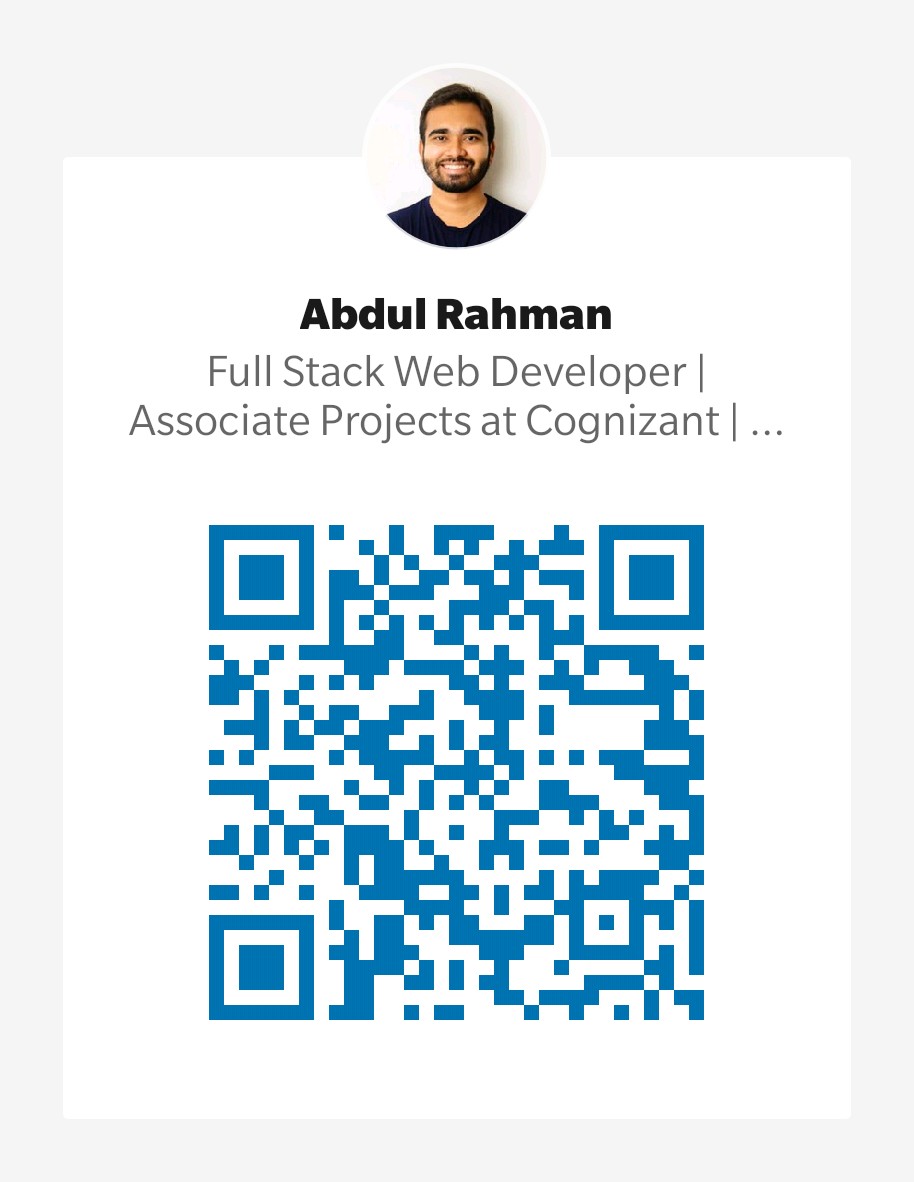 Abdul Rahman
Full Stack Web Developer |
Associate Projects at Cognizant | ...